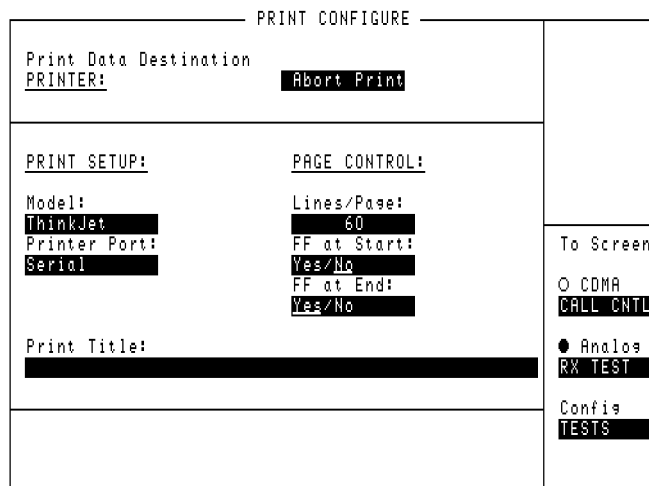 PRINT CONFIGURE
Print Data Destination
PRINTER:
Abort Print
PRINT SETUP:
Model:
ThinkJet
Printer Port:
Serial
PAGE CONTROL:
Lines/Page:
60
FF at Start:
Yes/No
FF at End:
Yes/No
Print Title:
To Screen
CDMA
CALL CNTL
Analog
RX TEST
Config
TESTS